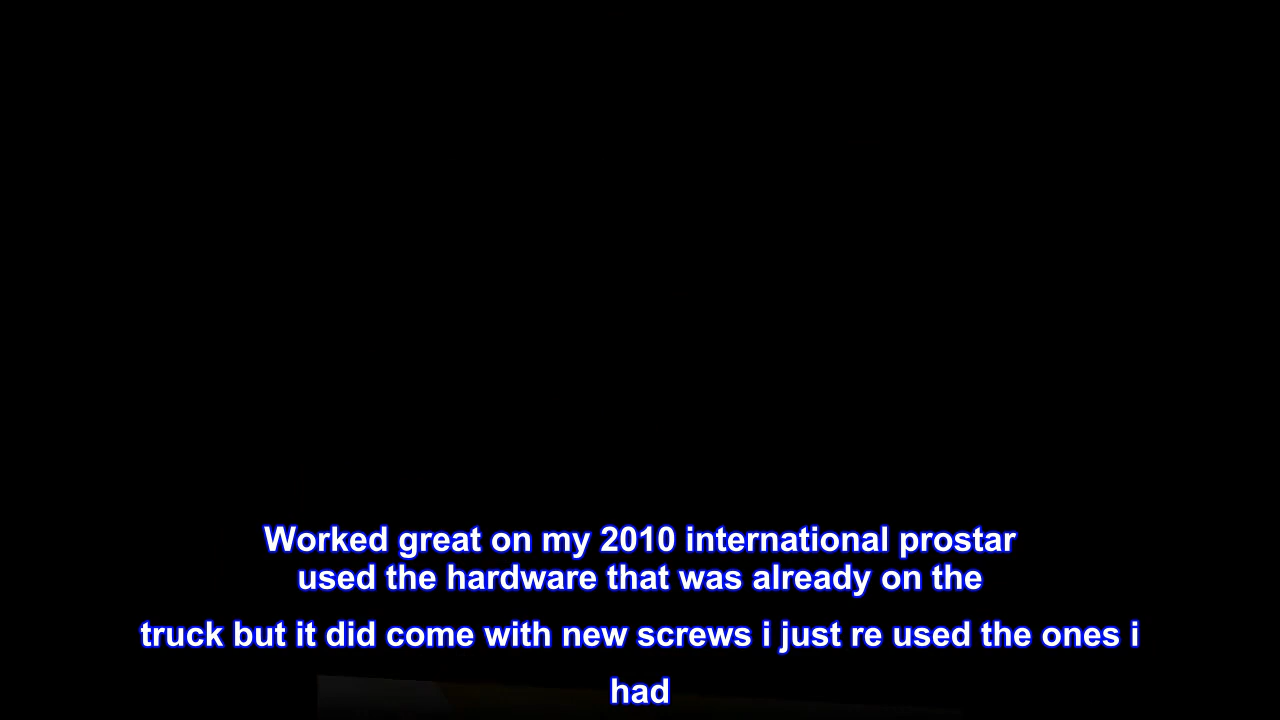 Worked great on my 2010 international prostar
used the hardware that was already on the
truck but it did come with new screws i just re used the ones i
had